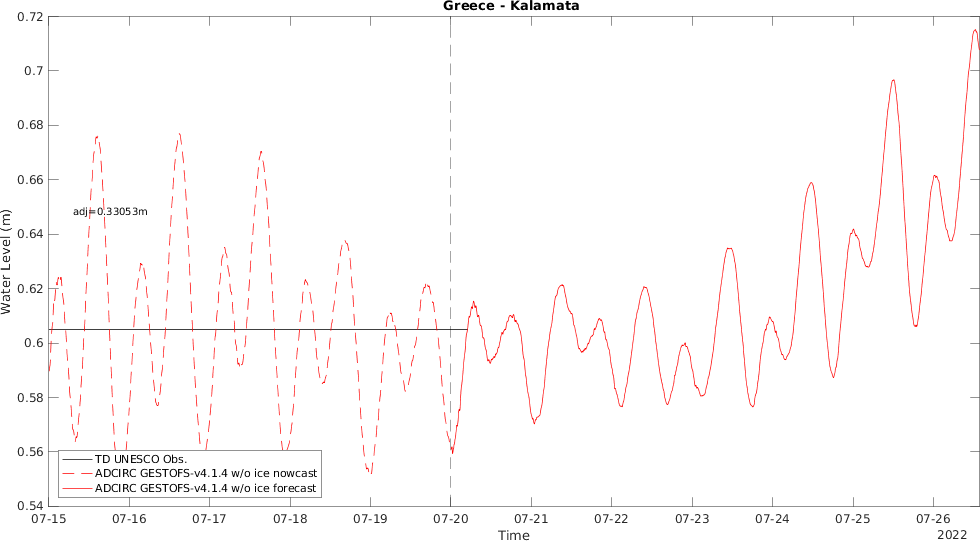 Greece - Kalamata
Water Level (m)
0.72
0.7
0.68
0.66
0.64
0.62
0.6
0.58
0.56
0.54
adj=0.33053m
TD UNESCO Obs.
ADCIRC GESTOFS-v4.1.4 w/o ice nowcast
ADCIRC GESTOFS-v4.1.4 w/o ice forecast
07-15 07-16 07-17 07-18 07-19 07-20 07-21 07-22 07-23 07-24 07-25 07-26
Time
2022